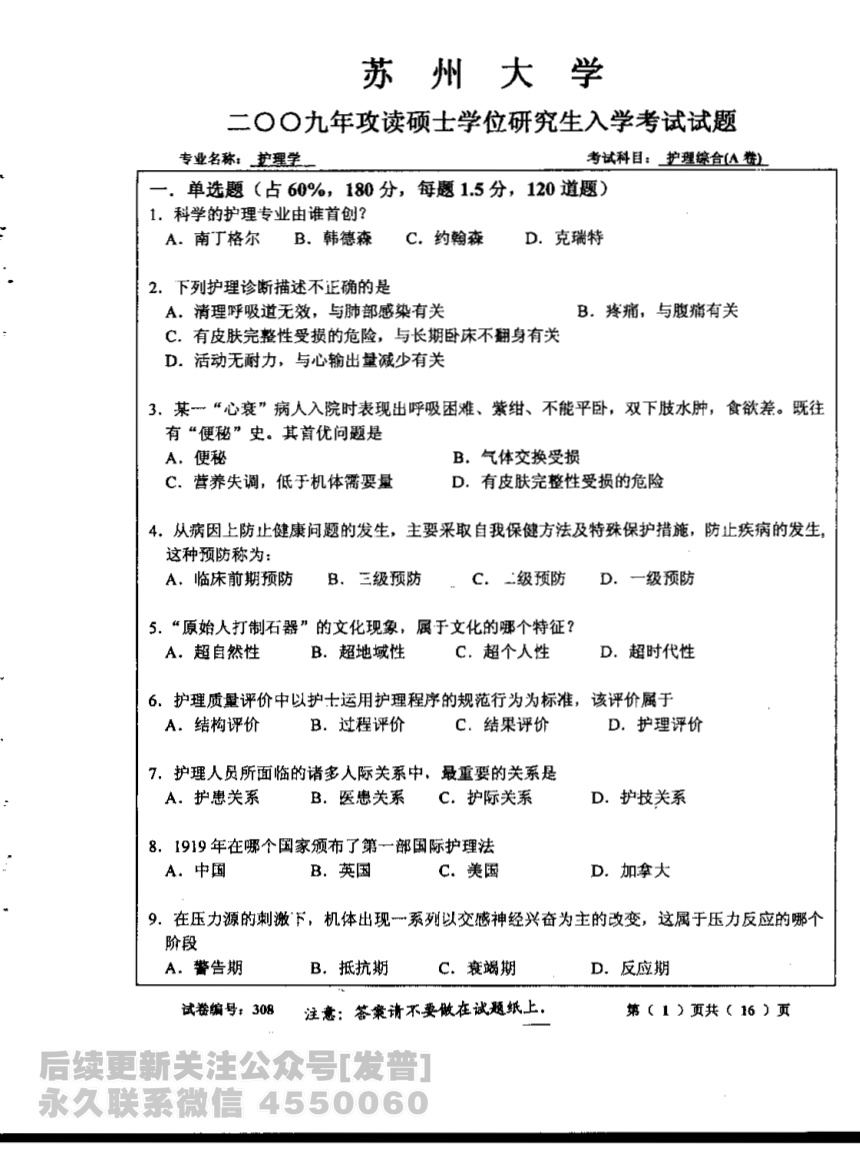 苏 州 大 学
二〇〇九年攻读硕士学位研究生入学考试试题
专业名称：护理学 考试科目：护理综合(A 卷)
一．单选题（占 60%，180 分，每题 1.5 分，120 道题）
1．科学的护理专业由谁首创？
A．南丁格尔 B．韩德森 C．约翰森 D．克瑞特
2．下列护理诊断描述不正确的是
A．清理呼吸道无效，与肺部感染有关 B．疼痛，与腹痛有关
C．有皮肤完整性受损的危险，与长期卧床不翻身有关
D．活动无耐力，与心输出量减少有关
3．某一“心衰”病人入院时表现出呼吸困难、紫绀、不能平卧，双下肢水肿，食欲差。既往
有“便秘”史。其首优问题是
A．便秘 B．气体交换受损
C．营养失调，低于机体需要量 D．有皮肤完整性受损的危险
4．从病因上防止健康问题的发生，主要采取自我保健方法及特殊保护措施，防止疾病的发生，
这种预防称为：
A．临床前期预防 B．三级预防 C．二级预防 D．一级预防
5．“原始人打制石器”的文化现象，属于文化的哪个特征？
A．超自然性 B．超地域性 C．超个人性 D．超时代性
6．护理质量评价中以护士运用护理程序的规范行为为标准，该评价属于
A．结构评价 B．过程评价 C．结果评价 D．护理评价
7．护理人员所面临的诸多人际关系中，最重要的关系是
A．护患关系 B．医患关系 C．护际关系 D．护技关系
8．1919 年在哪个国家颁布了第一部国际护理法
A．中国 B．英国 C．美国 D．加拿大
9．在压力源的刺激下，机体出现一系列以交感神经兴奋为主的改变，这属于压力反应的哪个
阶段
A．警告期 B．抵抗期 C．衰竭期 D．反应期
试卷编号：308 注意：答案请不要做在试题纸上． 第（ 1 ）页共（ 16 ）页
后续更新关注公众号[发普]
永久联系微信 4550060